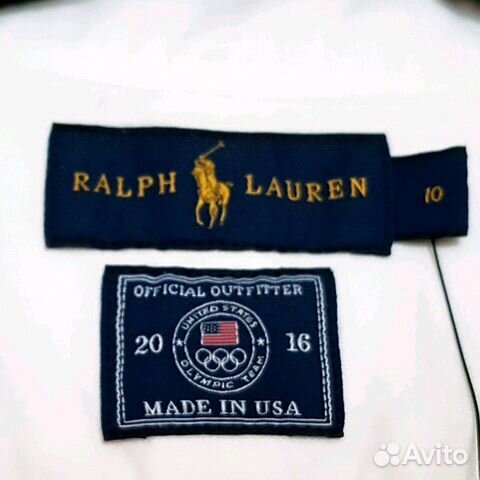 RALPH LAUREN
10
OFFICIAL OUTFITTER
UNITED STATES
20 16
OLYMPIC TEAM
MADE IN USA
Avito